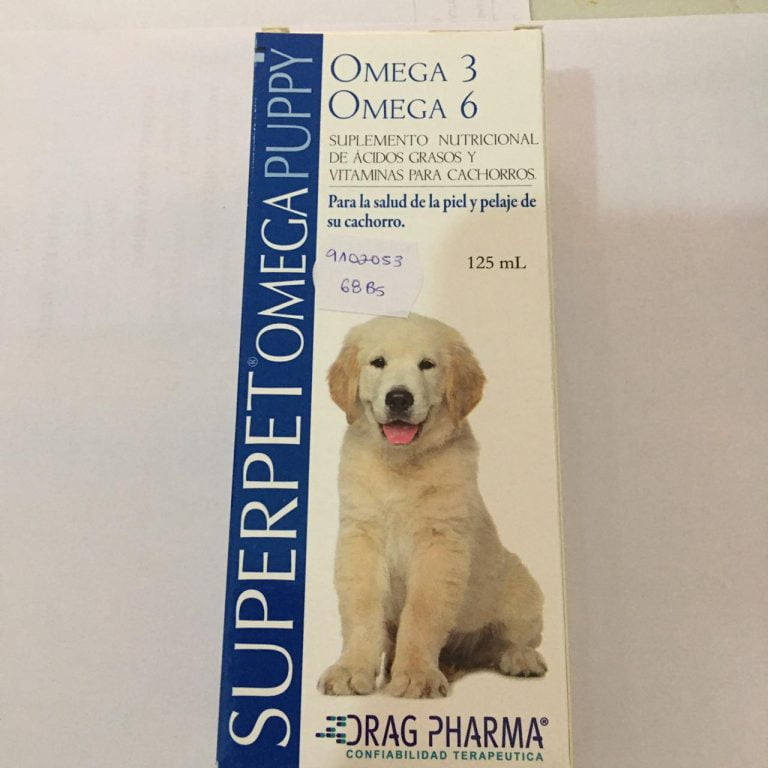 SUPERPET® OMEGA PUPPY
OMEGA 3
OMEGA 6
SUPLEMENTO NUTRICIONAL
DE ÁCIDOS GRASOS Y
VITAMINAS PARA CACHORROS.
Para la salud de la piel y pelaje de
su cachorro.
9102053
68 Bs
125 mL
DRAG PHARMA®
CONFIABILIDAD TERAPEUTICA